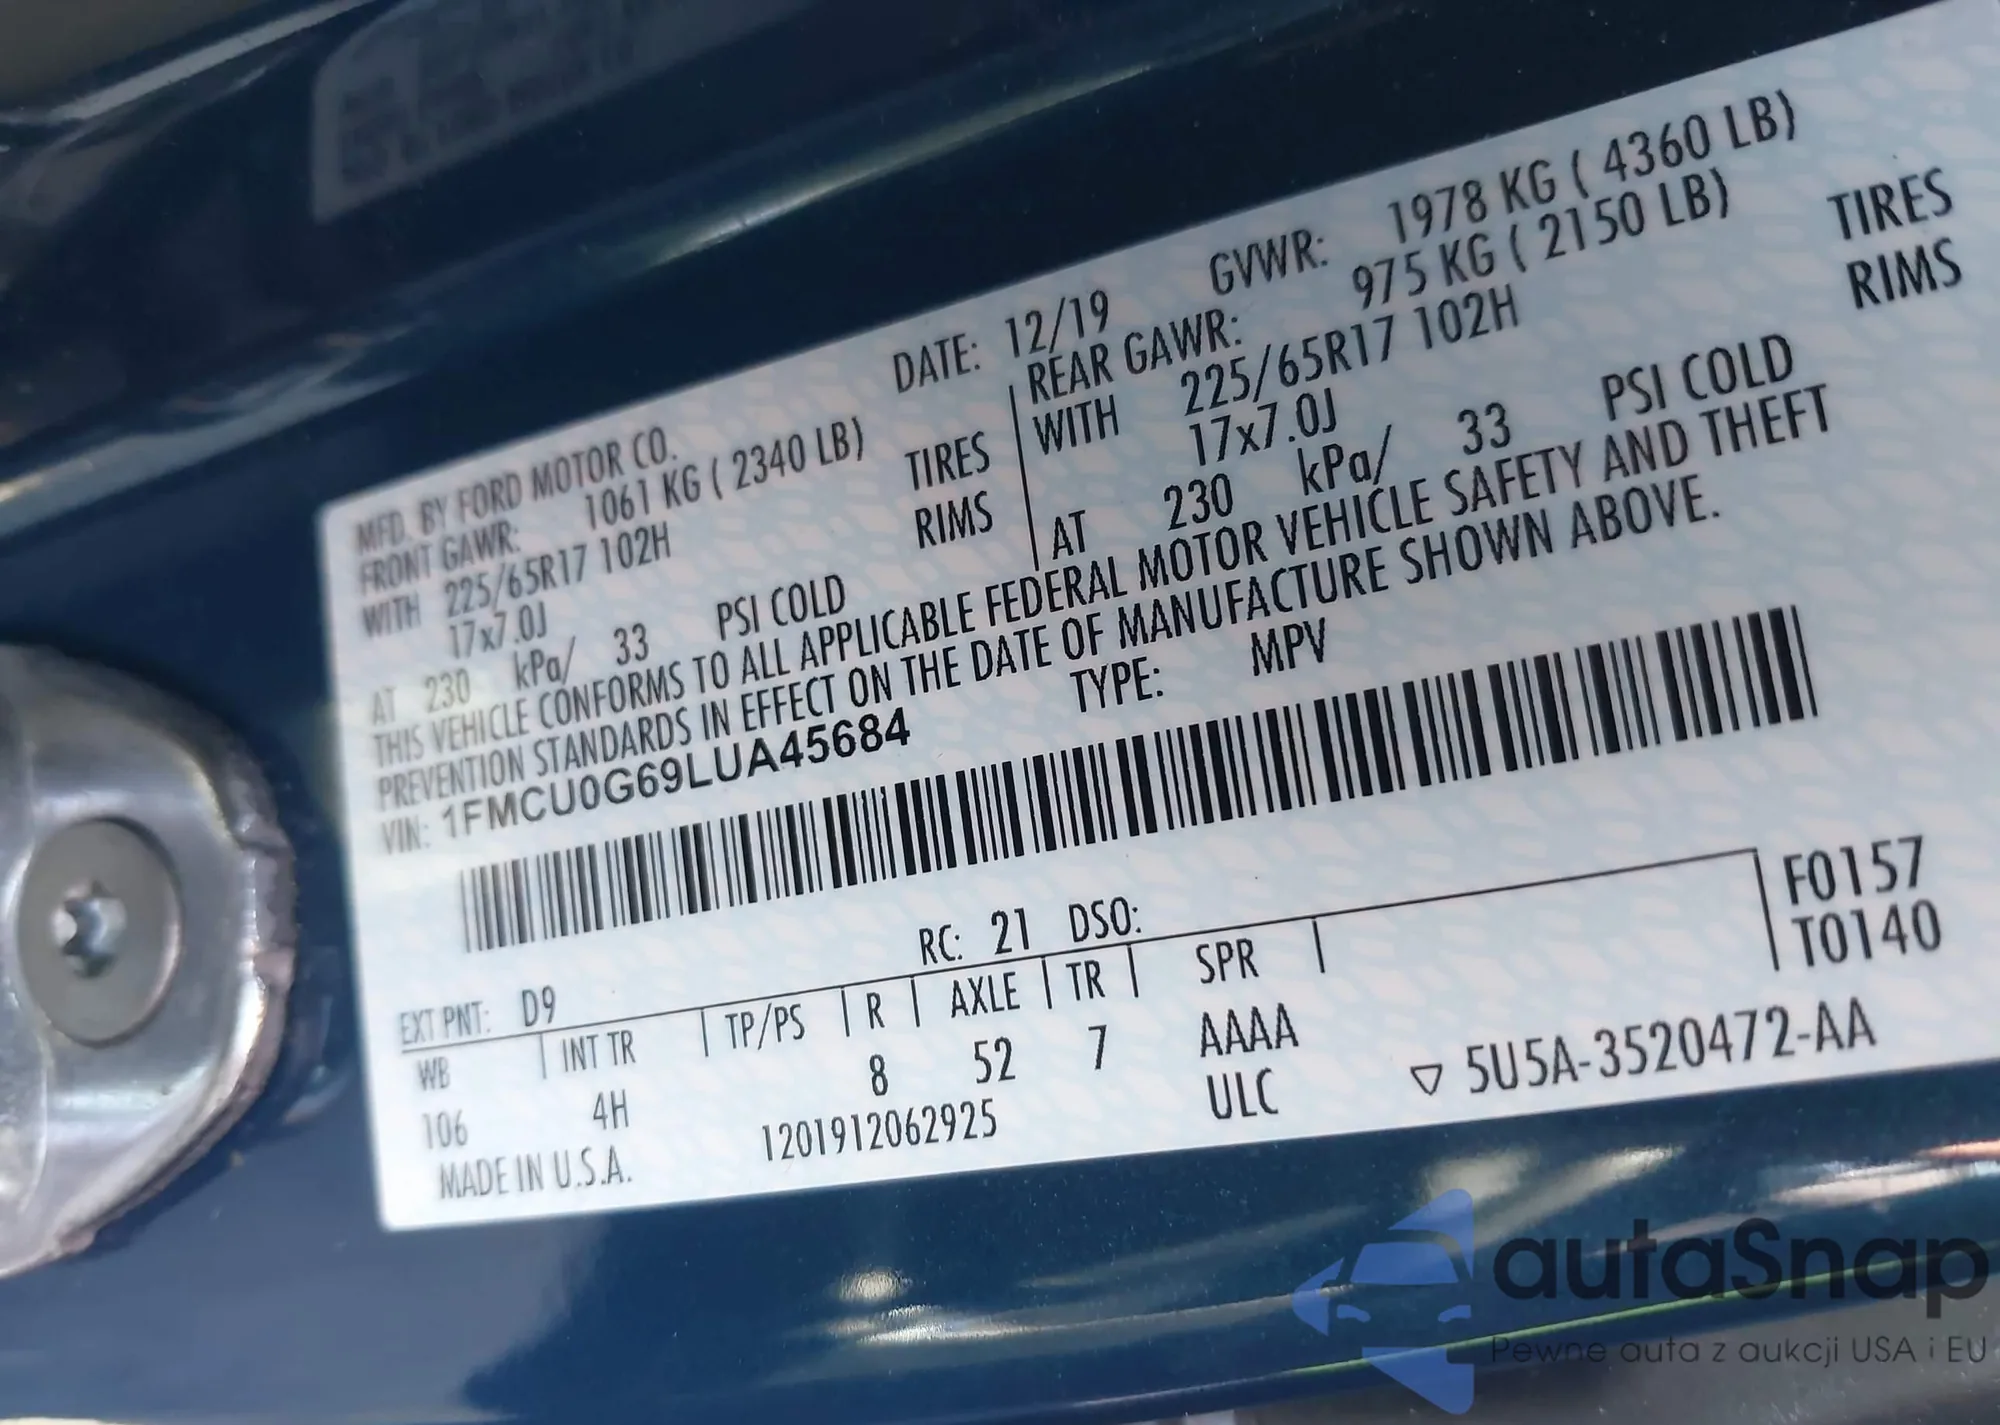 MFD. BY FORD MOTOR CO. DATE: 12/19 GVWR: 1978 KG ( 4360 LB)
FRONT GAWR: 1061 KG ( 2340 LB) REAR GAWR: 975 KG ( 2150 LB)
WITH 225/65R17 102H TIRES WITH 225/65R17 102H TIRES
17x7.0J RIMS 17x7.0J RIMS
AT 230 kPa/ 33 PSI COLD AT 230 kPa/ 33 PSI COLD
THIS VEHICLE CONFORMS TO ALL APPLICABLE FEDERAL MOTOR VEHICLE SAFETY AND THEFT
PREVENTION STANDARDS IN EFFECT ON THE DATE OF MANUFACTURE SHOWN ABOVE.
VIN: 1FMCU0G69LUA45684 TYPE: MPV
F0157
EXT PNT: D9 RC: 21 DSO: T0140
WB INT TR TP/PS R AXLE TR SPR
106 4H 8 52 7 AAAA
MADE IN U.S.A. 1201912062925 ULC 5U5A-3520472-AA
autaSnap
Pewne auta z aukcji USA i EU